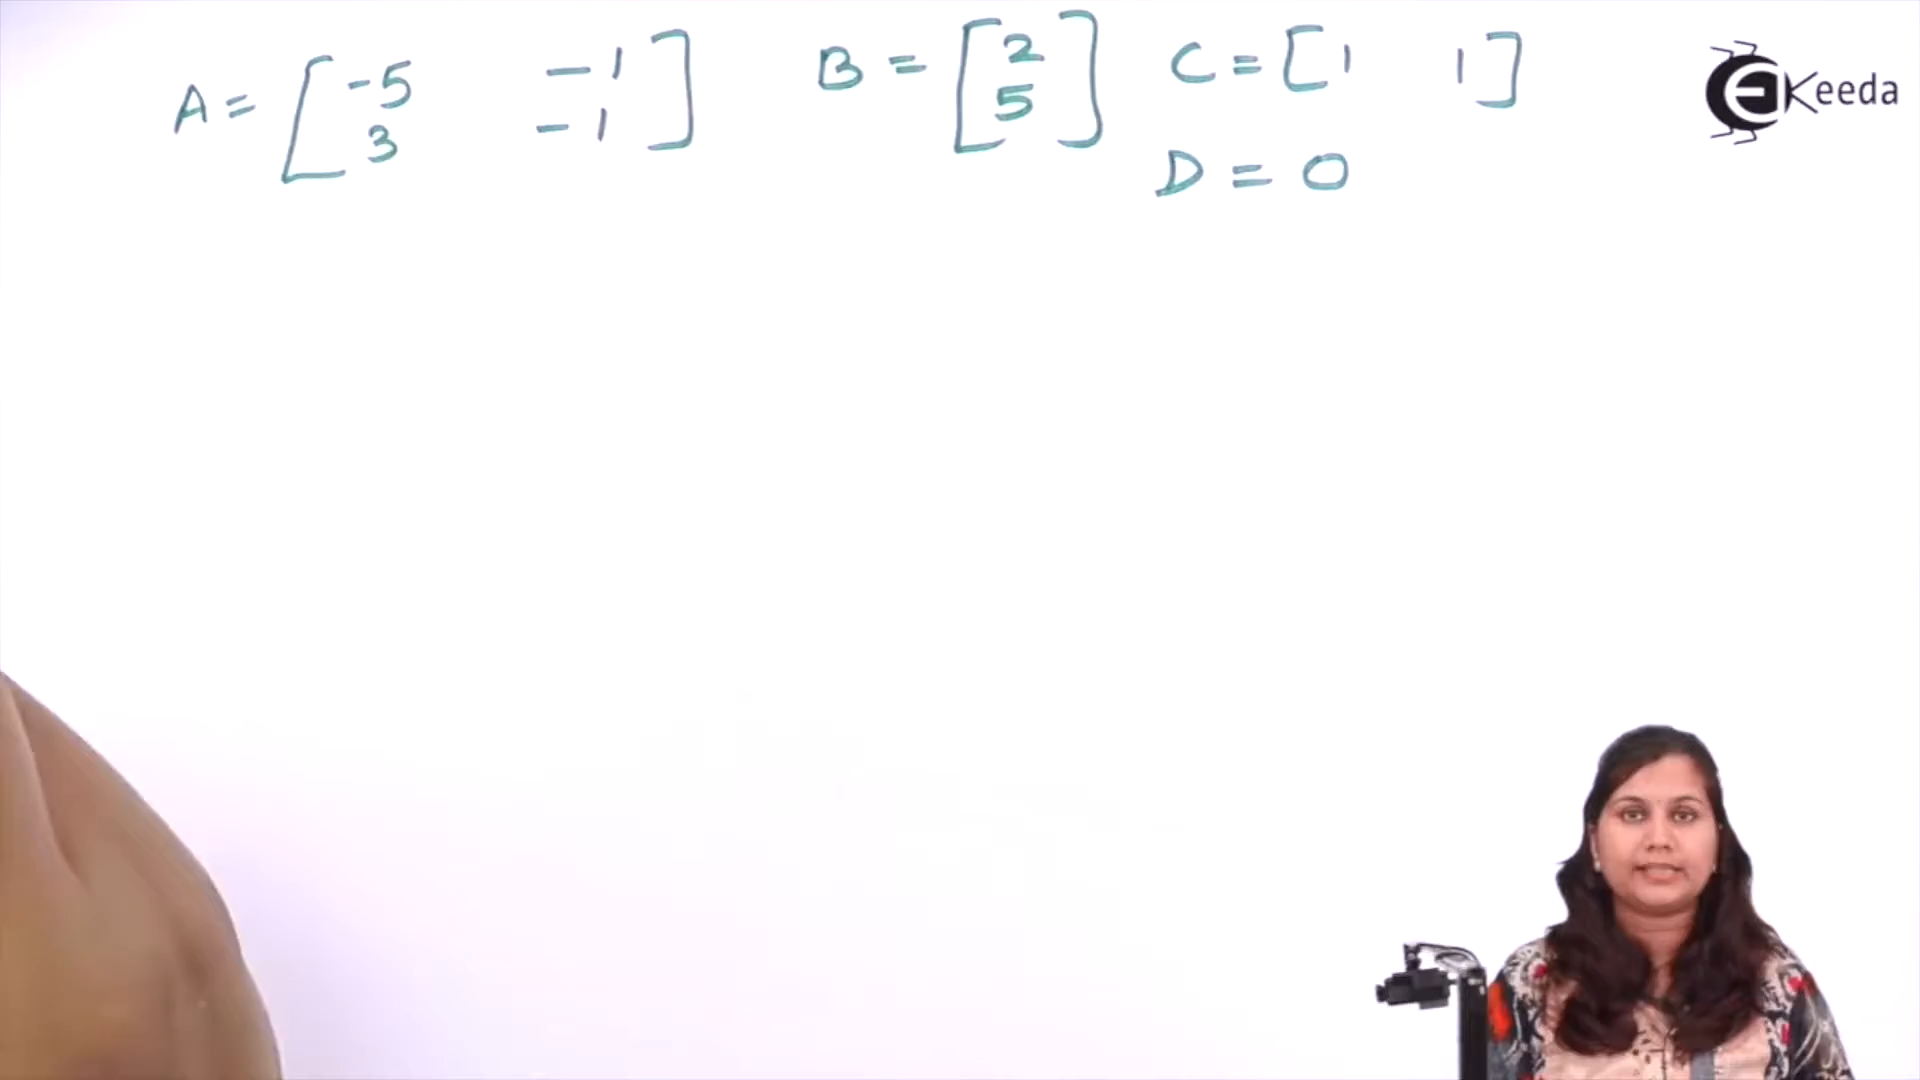 A = [-5 -1
3 -1] B = [2
5] C = [1 1]
D = 0
EKeeda